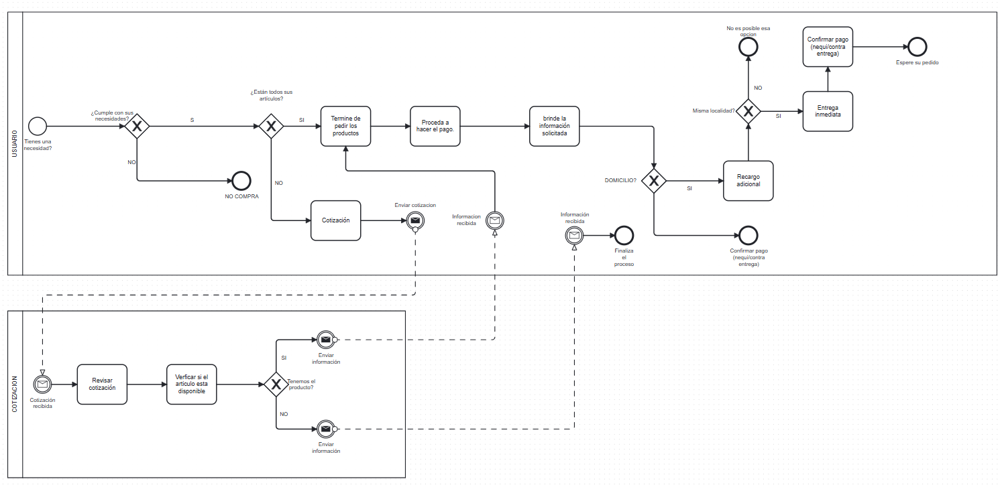 USUARIO
Tienes una
necesidad?
¿Cumple con sus
necesidades?
S
NO
NO COMPRA
¿Están todos sus
artículos?
SI
NO
Termine de
pedir los
productos
Proceda a
hacer el pago.
brinde la
información
solicitada
Cotización
Enviar cotizacion
Informacion
recibida
Información
recibida
Finaliza
el
proceso
DOMICILIO?
SI
Confirmar pago
(nequi/contra
entrega)
Recargo
adicional
Misma localidad?
NO
SI
No es posible esa
opcion
Entrega
inmediata
Confirmar pago
(nequi/contra
entrega)
Espere su pedido
COTIZACION
Cotización
recibida
Revisar
cotización
Verficar si el
articulo esta
disponible
Tenemos el
producto?
SI
NO
Enviar
información
Enviar
información